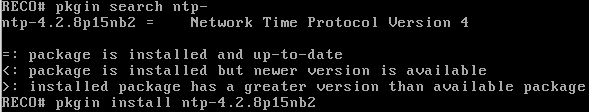 RECO# pkgin search ntp-
ntp-4.2.8p15nb2 =    Network Time Protocol Version 4

=: package is installed and up-to-date
<: package is installed but newer version is available
>: installed package has a greater version than available package
RECO# pkgin install ntp-4.2.8p15nb2